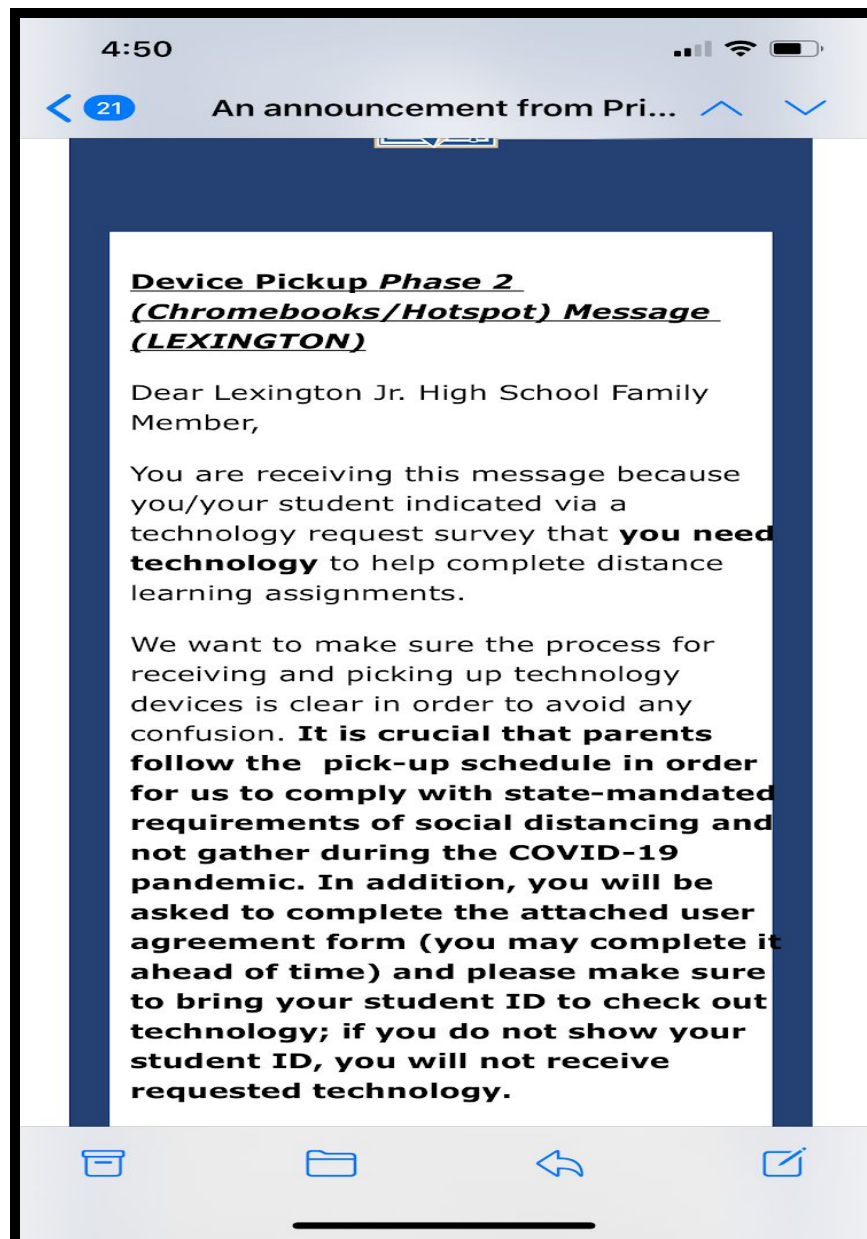 4:50
21 An announcement from Pri...
Device Pickup Phase 2
(Chromebooks/Hotspot) Message
(LEXINGTON)
Dear Lexington Jr. High School Family
Member,
You are receiving this message because
you/your student indicated via a
technology request survey that you need
technology to help complete distance
learning assignments.
We want to make sure the process for
receiving and picking up technology
devices is clear in order to avoid any
confusion. It is crucial that parents
follow the  pick-up schedule in order
for us to comply with state-mandated
requirements of social distancing and
not gather during the COVID-19
pandemic. In addition, you will be
asked to complete the attached user
agreement form (you may complete it
ahead of time) and please make sure
to bring your student ID to check out
technology; if you do not show your
student ID, you will not receive
requested technology.